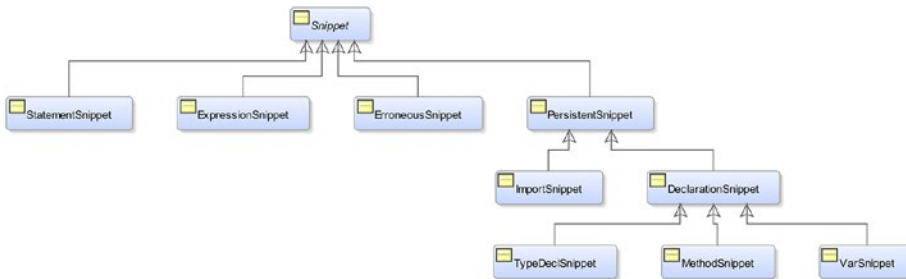 Snippet
StatementSnippet
ExpressionSnippet
ErroneousSnippet
PersistentSnippet
ImportSnippet
DeclarationSnippet
TypeDeclSnippet
MethodSnippet
VarSnippet